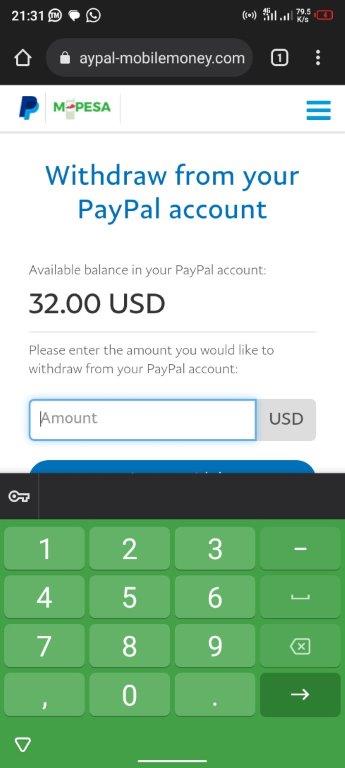 21:31
4G
79.5
K/s
4
aypal-mobilemoney.com
1
M-PESA
Withdraw from your
PayPal account
Available balance in your PayPal account:
32.00 USD
Please enter the amount you would like to
withdraw from your PayPal account:
Amount
USD
1 2 3 -
4 5 6
7 8 9
, 0 .